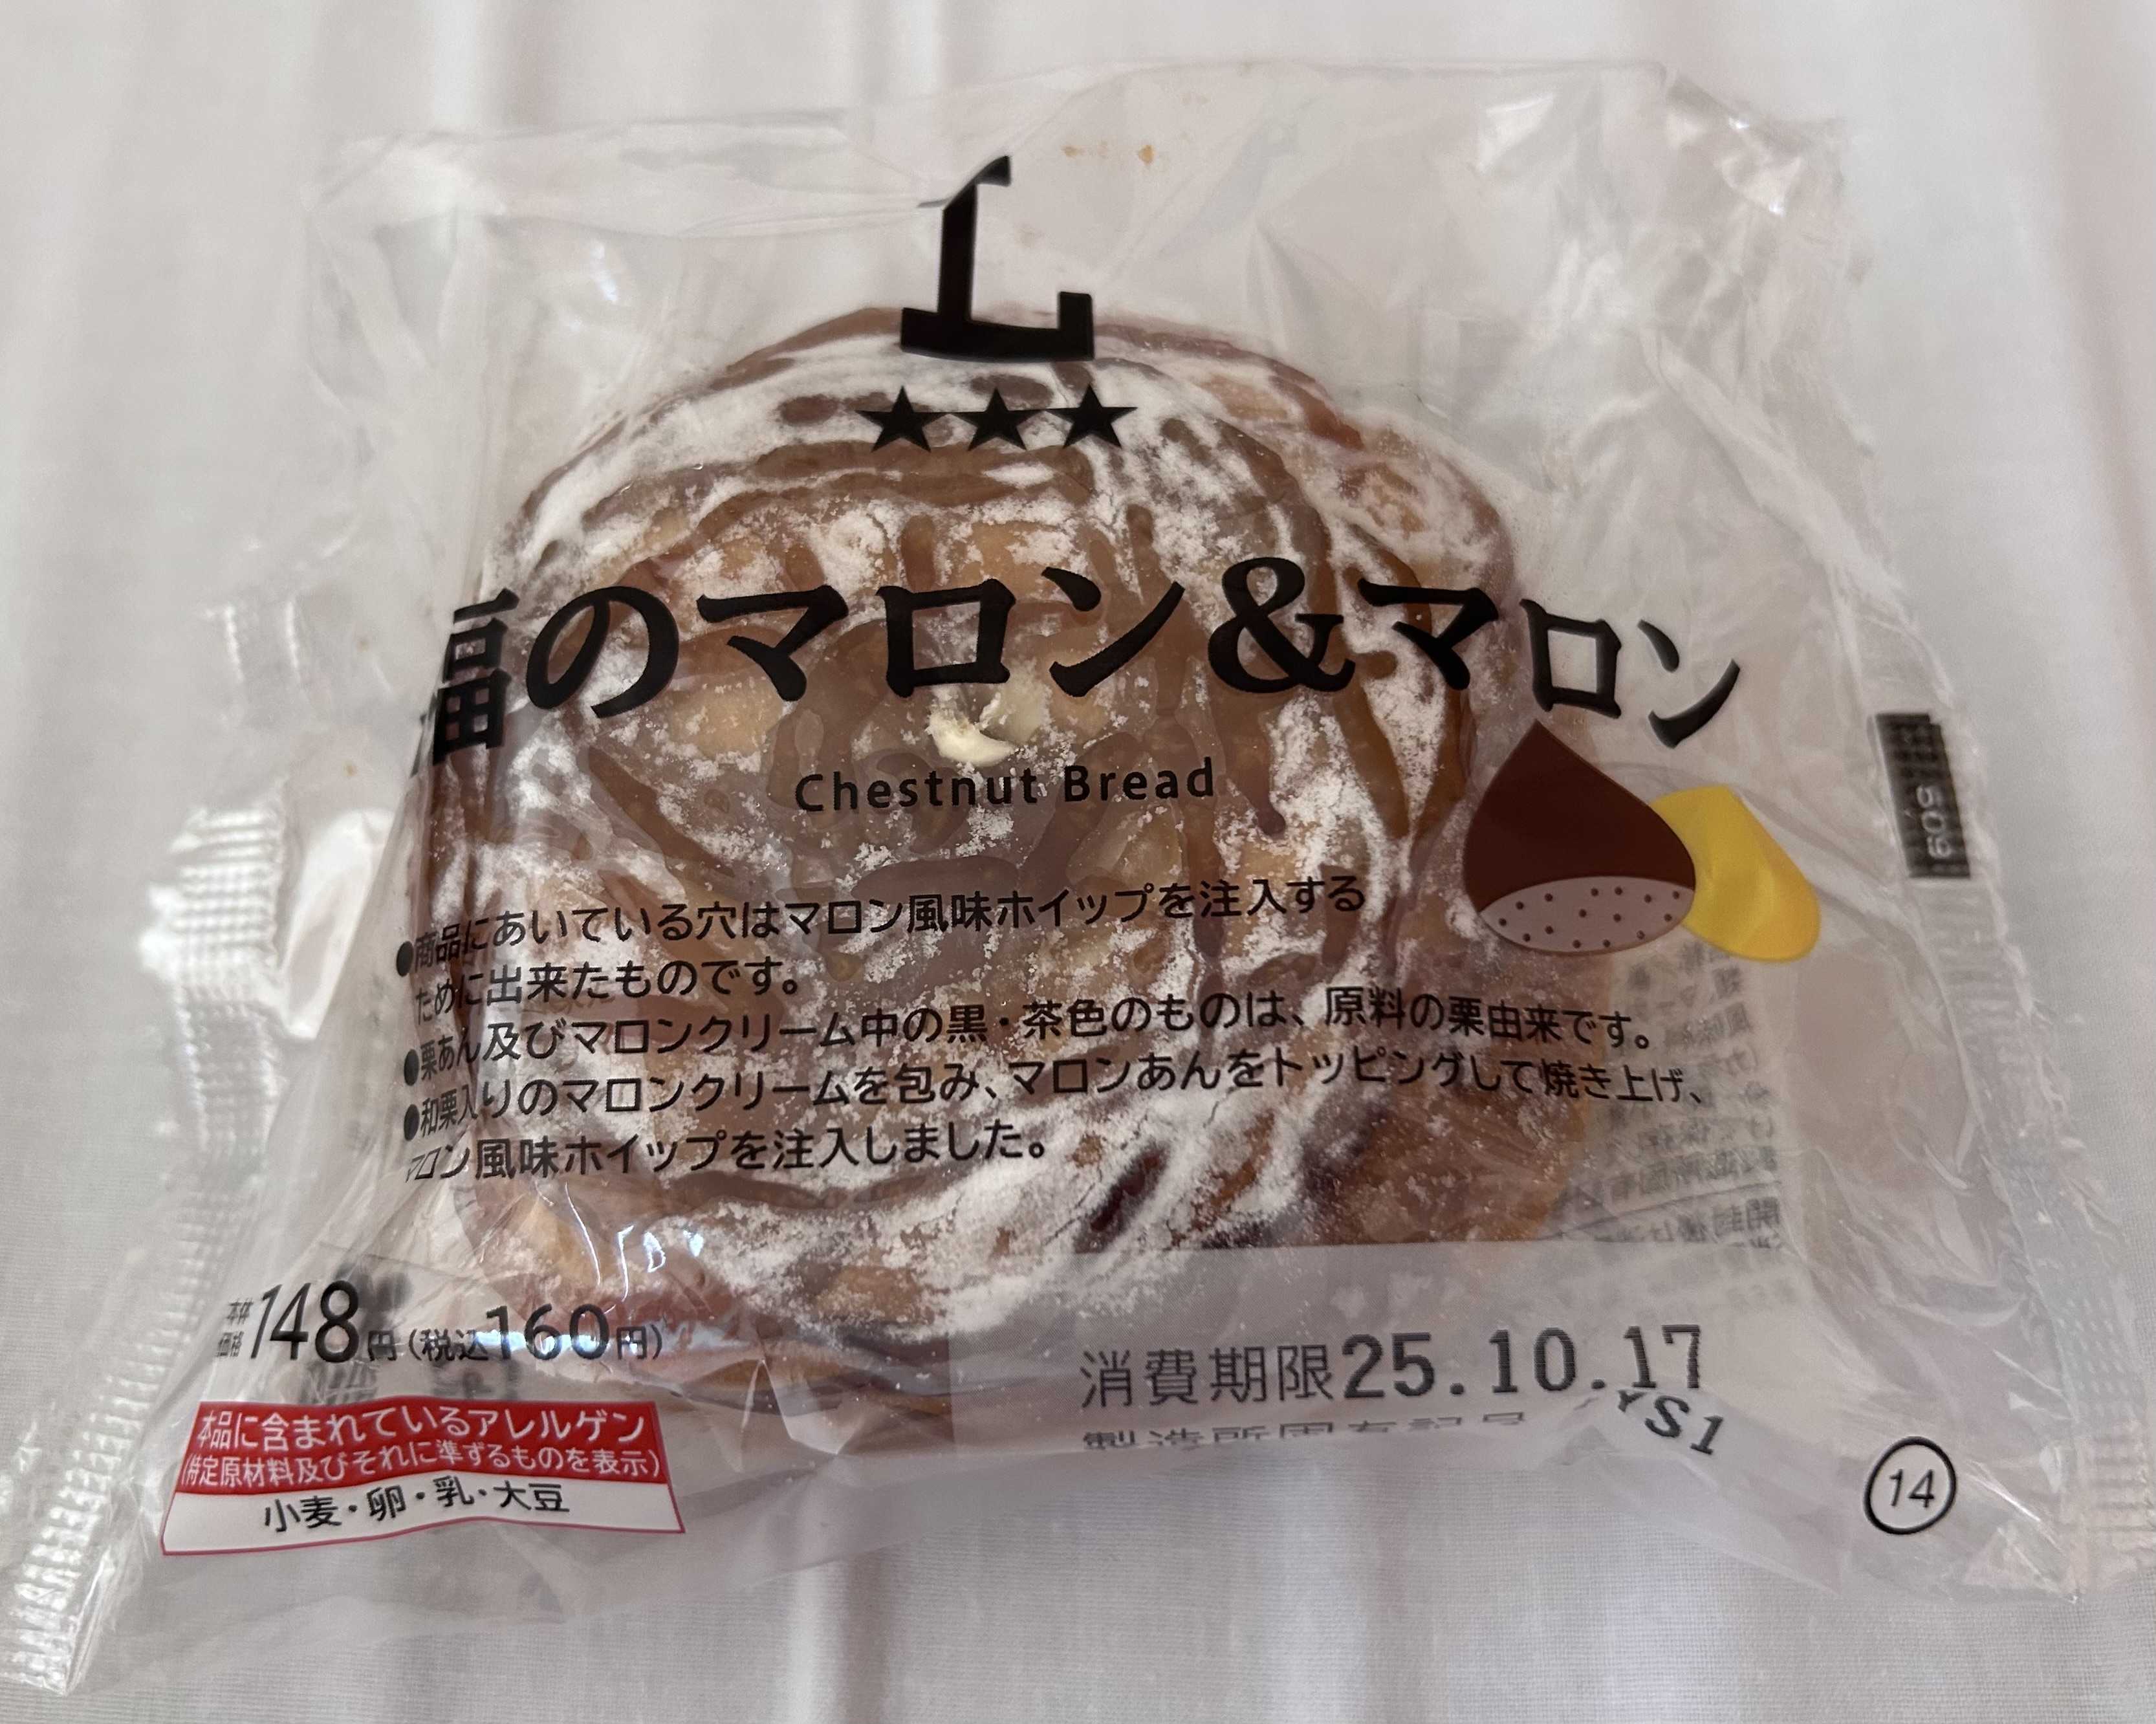 L
★★★
福のマロン&マロン
Chestnut Bread
●商品にあいている穴はマロン風味ホイップを注入する
ために出来たものです。
●栗あん及びマロンクリーム中の黒・茶色のものは、原料の栗由来です。
●和栗入りのマロンクリームを包み、マロンあんをトッピングして焼き上げ、
マロン風味ホイップを注入しました。
本体価格148円(税込160円)
消費期限25.10.17
製造所固有記号 YS1
本品に含まれているアレルゲン
(特定原材料及びそれに準ずるものを表示)
小麦・卵・乳・大豆
14